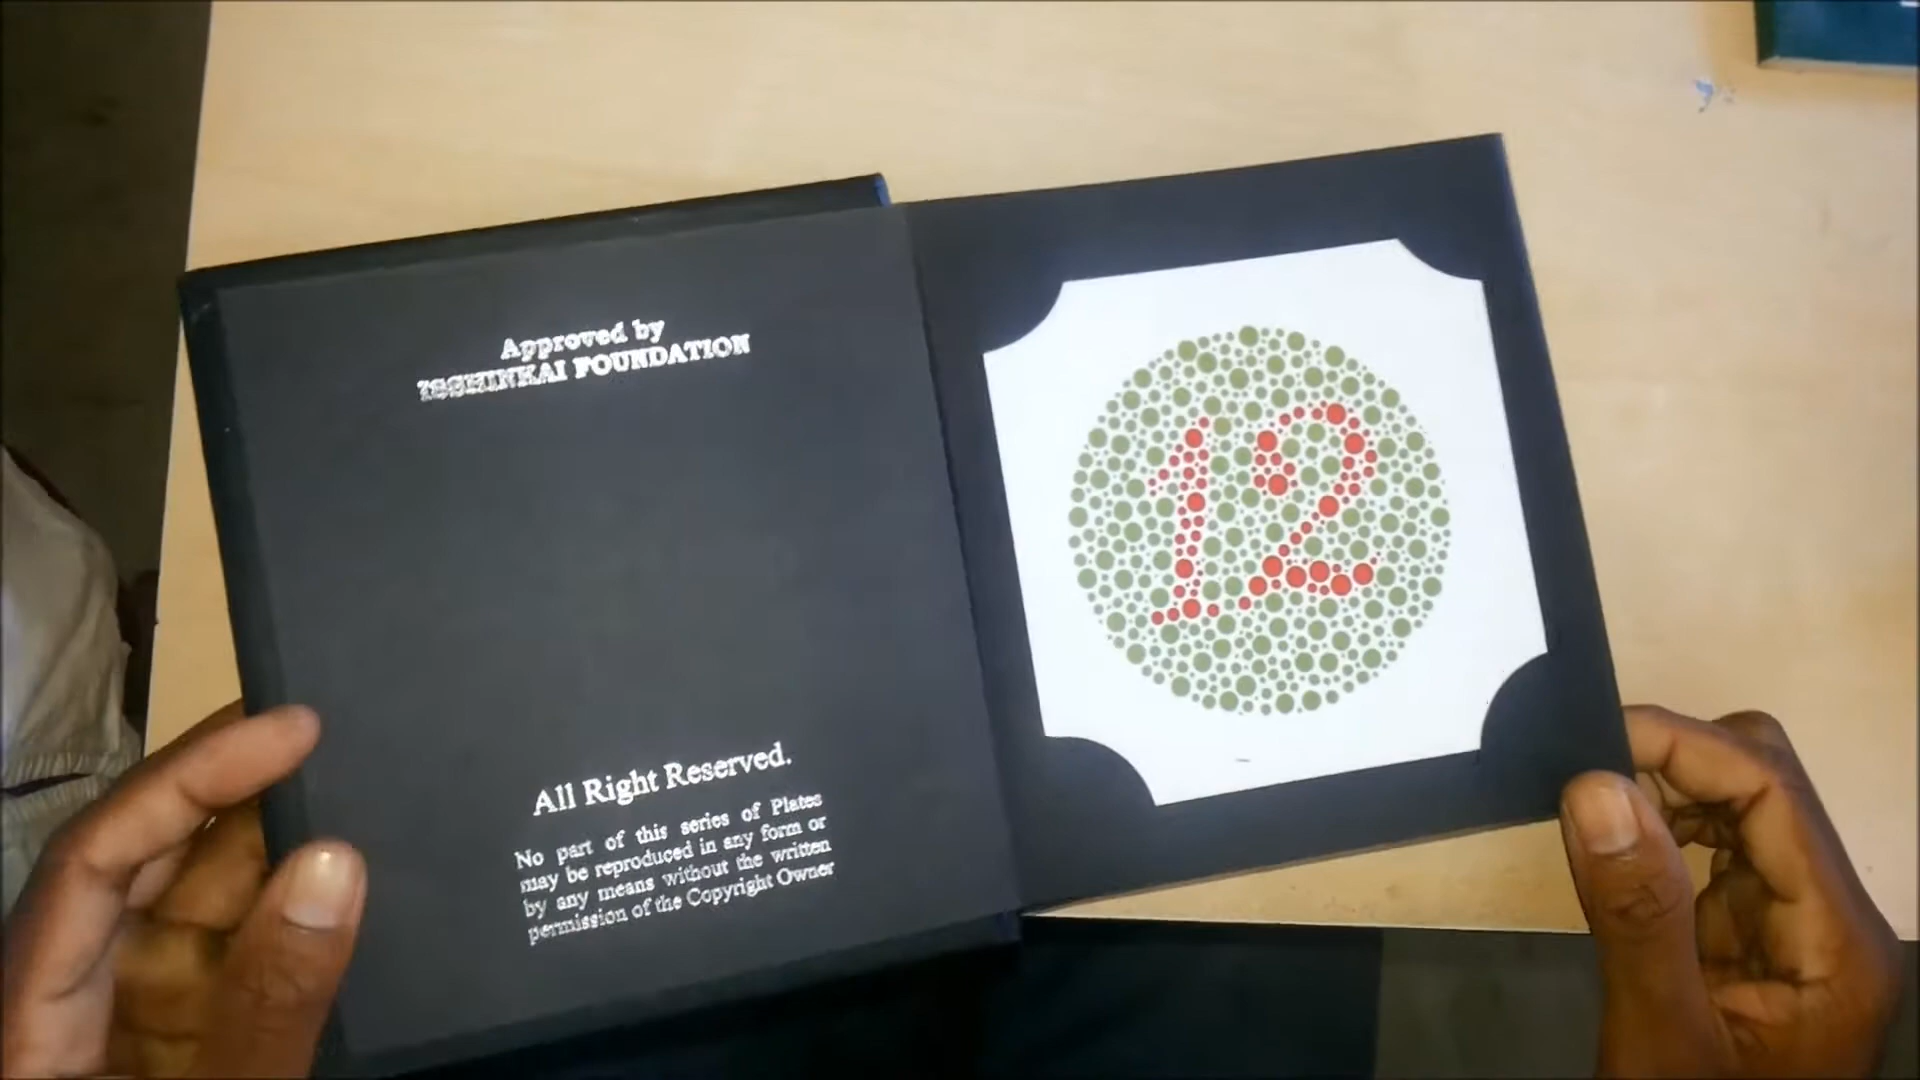 Approved by
FOUNDATION
12
All Right Reserved.
No part of this series of Plates
may be reproduced in any form or
by any means without the written
permission of the Copyright Owner